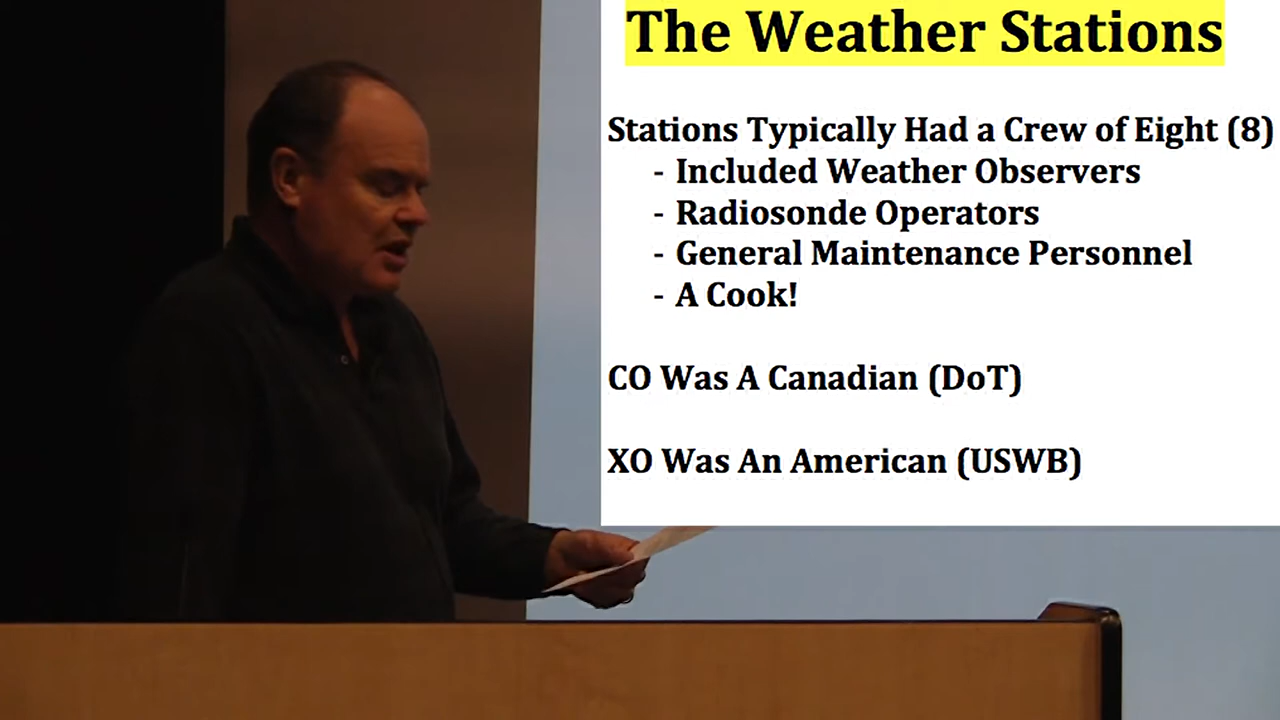 The Weather Stations
Stations Typically Had a Crew of Eight (8)
- Included Weather Observers
- Radiosonde Operators
- General Maintenance Personnel
- A Cook!
CO Was A Canadian (DoT)
XO Was An American (USWB)